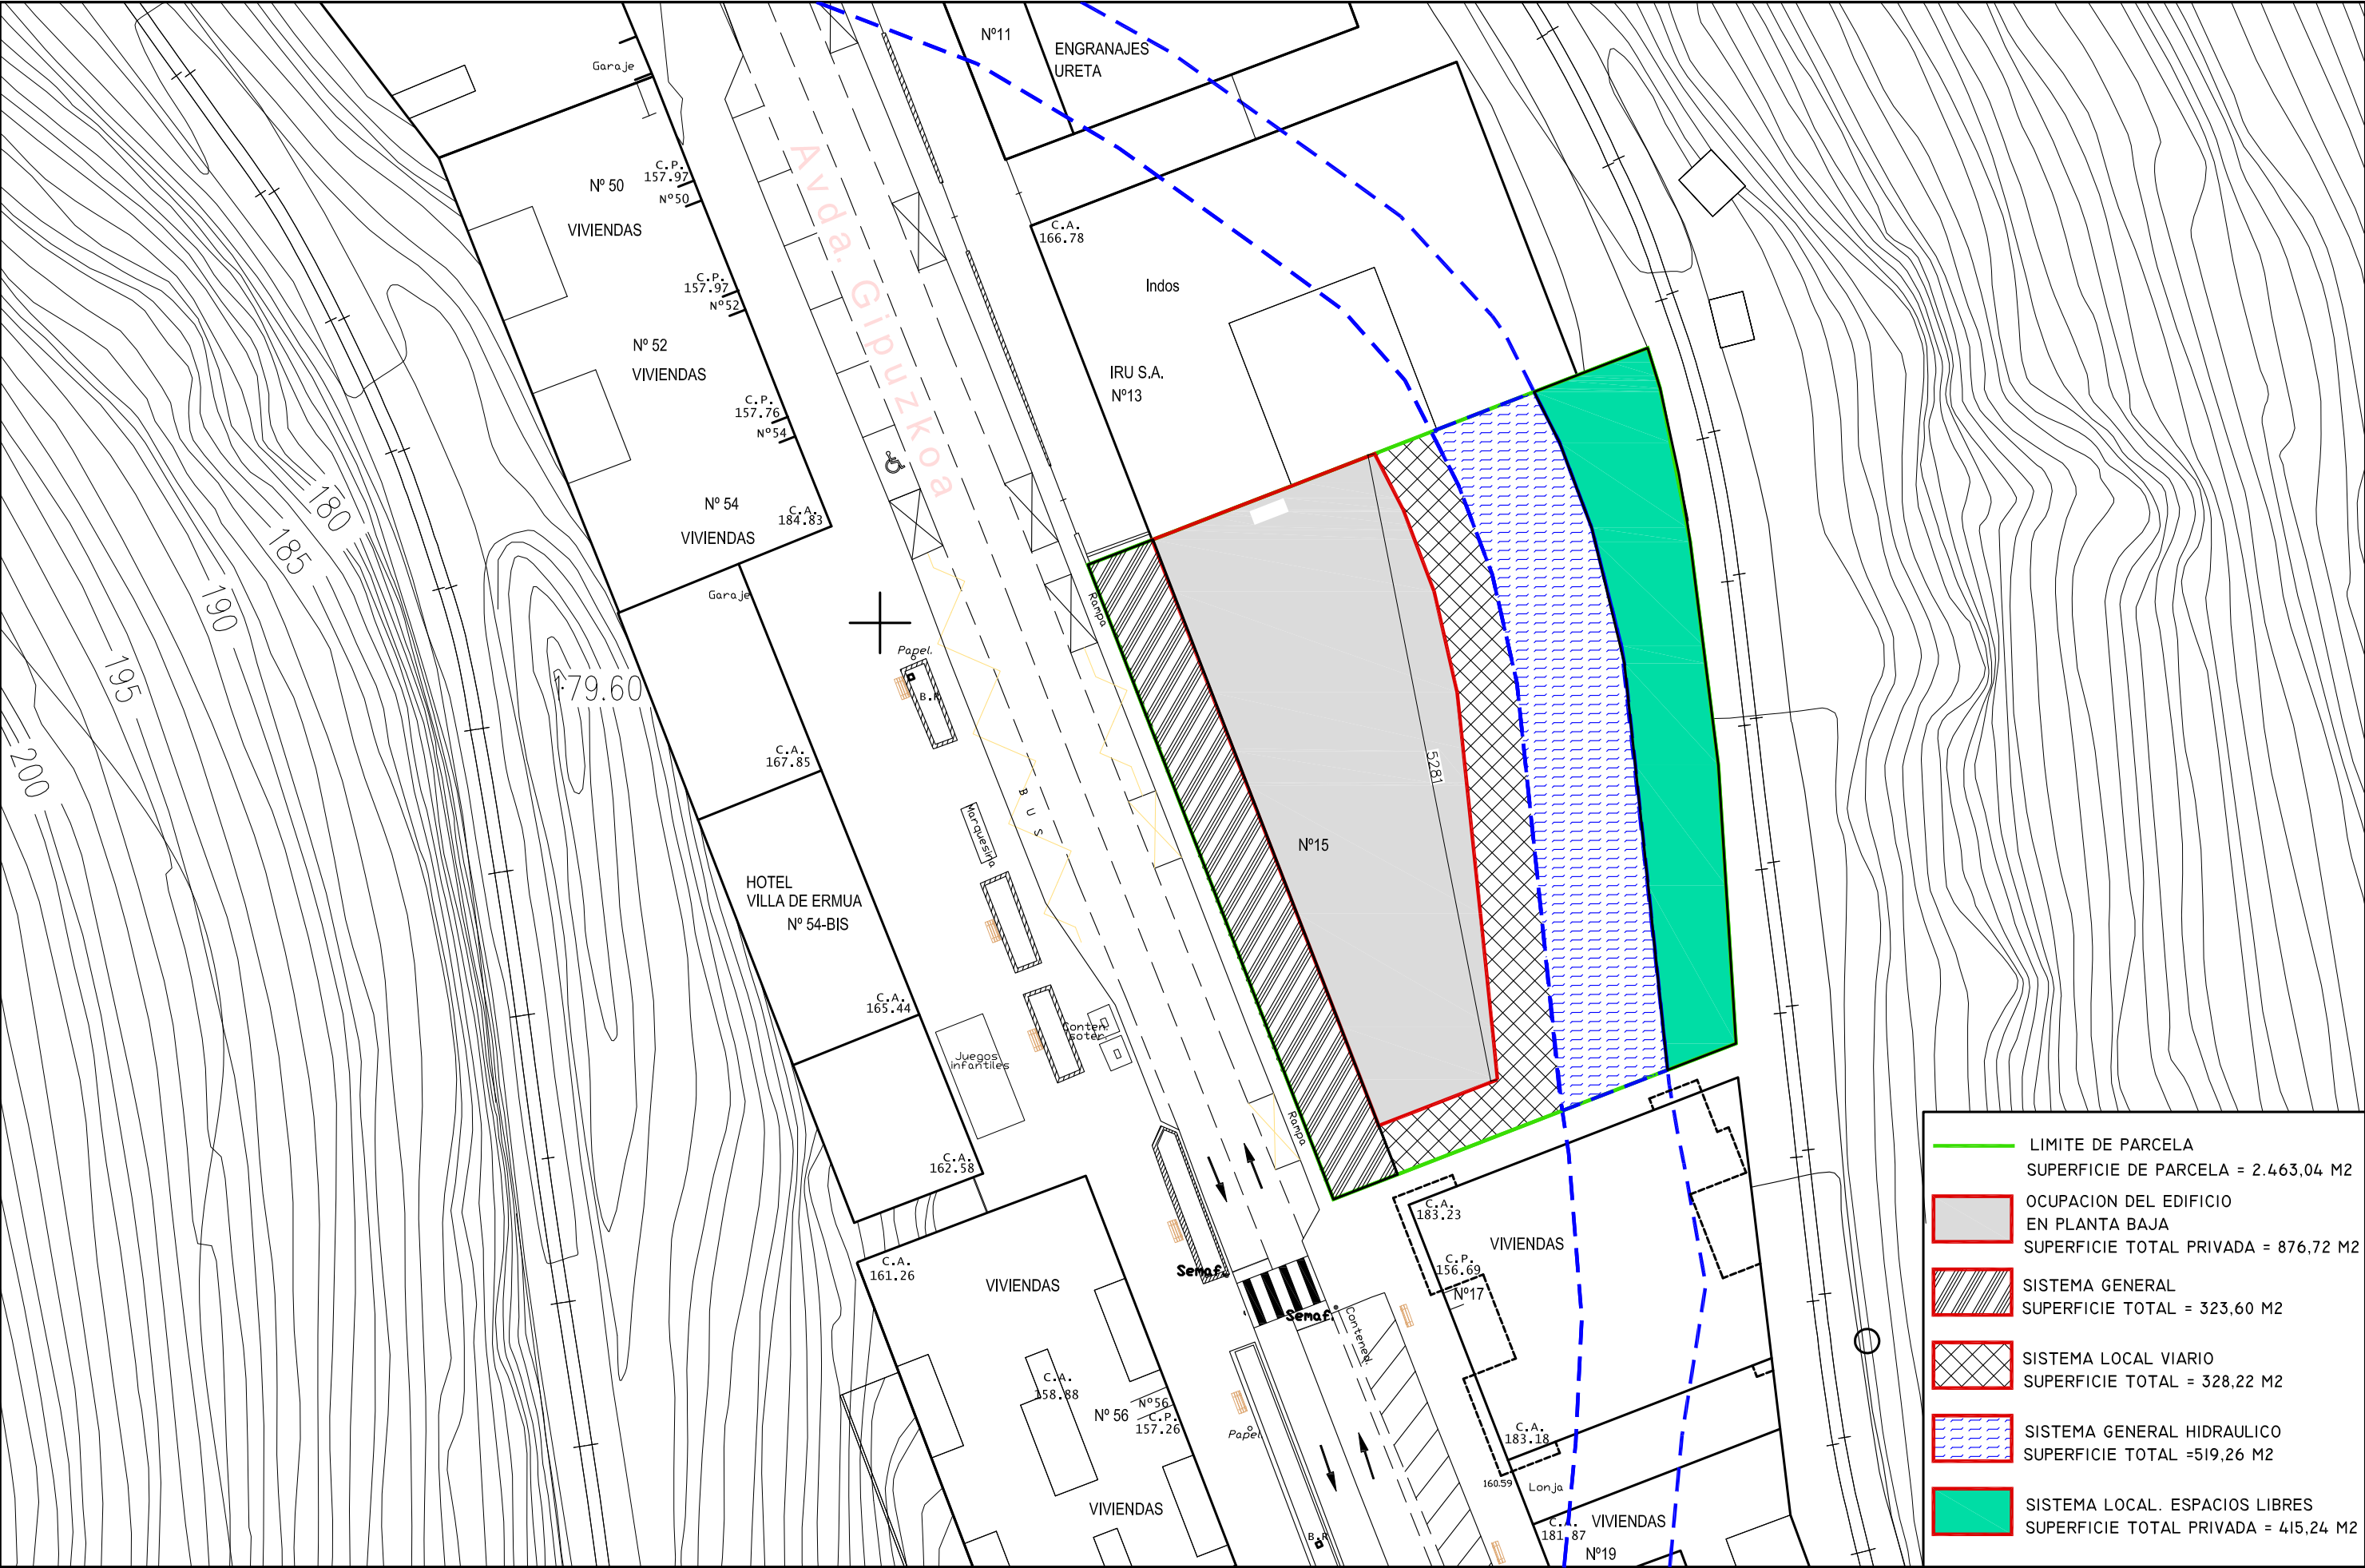 Nº11
ENGRANAJES
URETA
Garaje
C.P.
157.97
Nº50
Nº 50
VIVIENDAS
Avda. Gipuzkoa
C.A.
166.78
Indos
C.P.
157.97
Nº52
Nº 52
VIVIENDAS
IRU S.A.
Nº13
C.P.
157.76
Nº54
Nº 54
VIVIENDAS
C.A.
184.83
180
185
190
195
200
179.60
Garaje
Rampa
Papel.
B.R
C.A.
167.85
BUS
Marquesina
5281
Nº15
HOTEL
VILLA DE ERMUA
Nº 54-BIS
C.A.
165.44
Conten.
soter.
Juegos
infantiles
Rampa
C.A.
162.58
C.A.
161.26
VIVIENDAS
Semaf.
Semaf.
Contened.
C.A.
183.23
VIVIENDAS
C.P.
156.69
Nº17
C.A.
158.88
Nº 56
Nº56
C.P.
157.26
Papel
C.A.
183.18
160.59
Lonja
VIVIENDAS
B.R
C.A.
181.87
VIVIENDAS
Nº19
LIMITE DE PARCELA
SUPERFICIE DE PARCELA = 2.463,04 M2
OCUPACION DEL EDIFICIO
EN PLANTA BAJA
SUPERFICIE TOTAL PRIVADA = 876,72 M2
SISTEMA GENERAL
SUPERFICIE TOTAL = 323,60 M2
SISTEMA LOCAL VIARIO
SUPERFICIE TOTAL = 328,22 M2
SISTEMA GENERAL HIDRAULICO
SUPERFICIE TOTAL =519,26 M2
SISTEMA LOCAL. ESPACIOS LIBRES
SUPERFICIE TOTAL PRIVADA = 415,24 M2